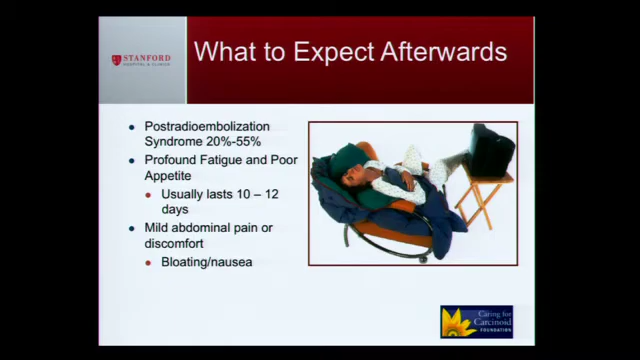 STANFORD
HOSPITAL & CLINICS
What to Expect Afterwards
Postradioembolization
Syndrome 20%-55%
Profound Fatigue and Poor
Appetite
Usually lasts 10 – 12
days
Mild abdominal pain or
discomfort
Bloating/nausea
Caring for
Carcinoid
FOUNDATION